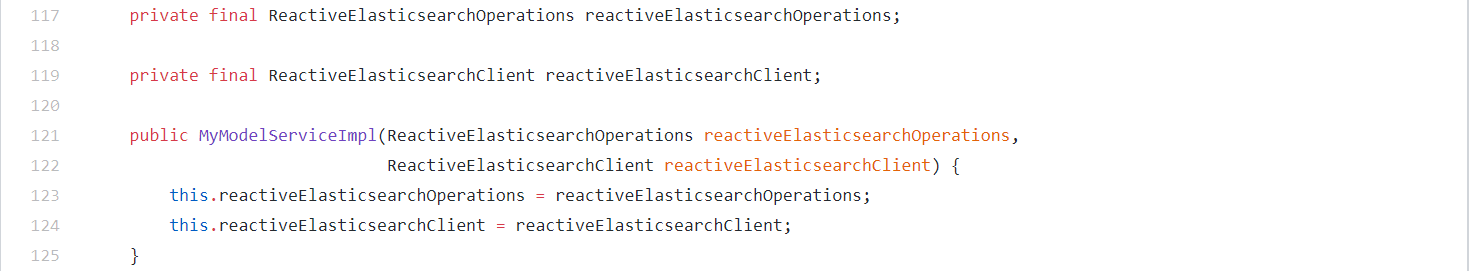 117 private final ReactiveElasticsearchOperations reactiveElasticsearchOperations;
118
119 private final ReactiveElasticsearchClient reactiveElasticsearchClient;
120
121 public MyModelServiceImpl(ReactiveElasticsearchOperations reactiveElasticsearchOperations,
122 ReactiveElasticsearchClient reactiveElasticsearchClient) {
123 this.reactiveElasticsearchOperations = reactiveElasticsearchOperations;
124 this.reactiveElasticsearchClient = reactiveElasticsearchClient;
125 }